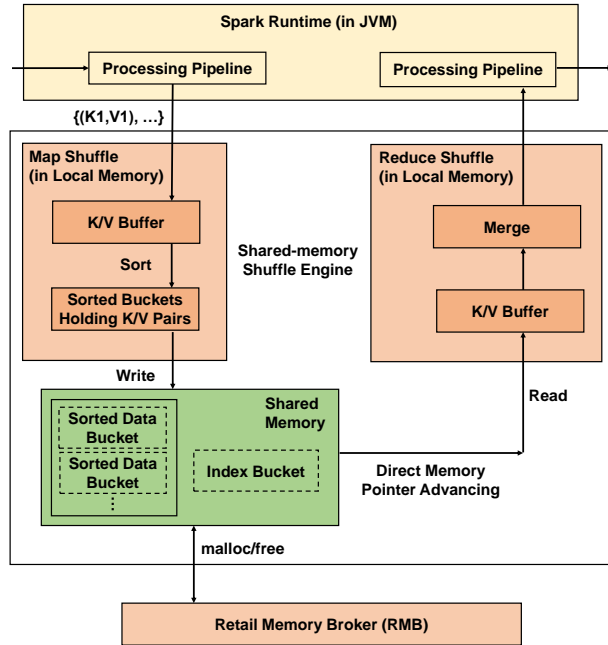 Spark Runtime (in JVM)
Processing Pipeline
Processing Pipeline
{(K1,V1), …}
Map Shuffle
(in Local Memory)
K/V Buffer
Sort
Sorted Buckets
Holding K/V Pairs
Shared-memory
Shuffle Engine
Reduce Shuffle
(in Local Memory)
Merge
K/V Buffer
Write
Read
Shared
Memory
Sorted Data
Bucket
Sorted Data
Bucket
⋮
Index Bucket
Direct Memory
Pointer Advancing
malloc/free
Retail Memory Broker (RMB)